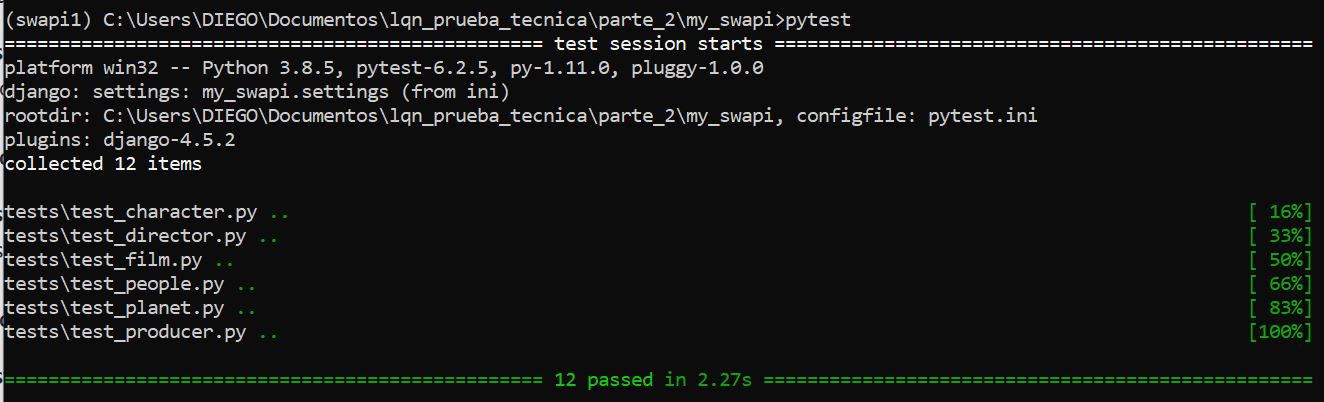 (swapi1) C:\Users\DIEGO\Documentos\lqn_prueba_tecnica\parte_2\my_swapi>pytest
================================================= test session starts =================================================
platform win32 -- Python 3.8.5, pytest-6.2.5, py-1.11.0, pluggy-1.0.0
django: settings: my_swapi.settings (from ini)
rootdir: C:\Users\DIEGO\Documentos\lqn_prueba_tecnica\parte_2\my_swapi, configfile: pytest.ini
plugins: django-4.5.2
collected 12 items
tests\test_character.py .. [ 16%]
tests\test_director.py .. [ 33%]
tests\test_film.py .. [ 50%]
tests\test_people.py .. [ 66%]
tests\test_planet.py .. [ 83%]
tests\test_producer.py .. [100%]
================================================= 12 passed in 2.27s ==================================================